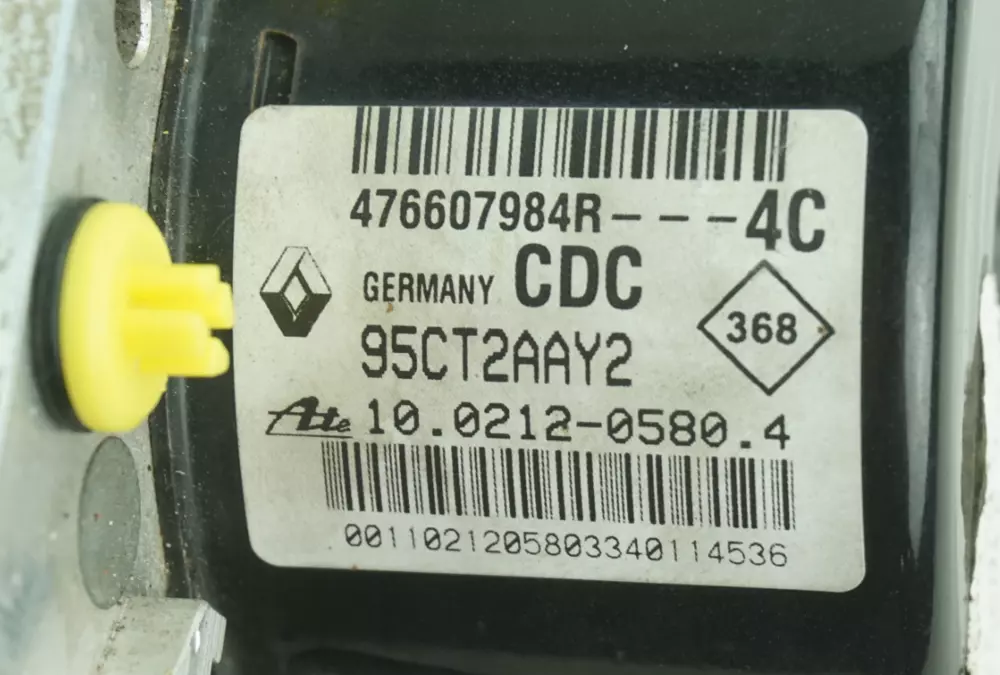 476607984R---4C
GERMANY CDC
368
95CT2AAY2
Ate 10.0212-0580.4
0011021205803340114536